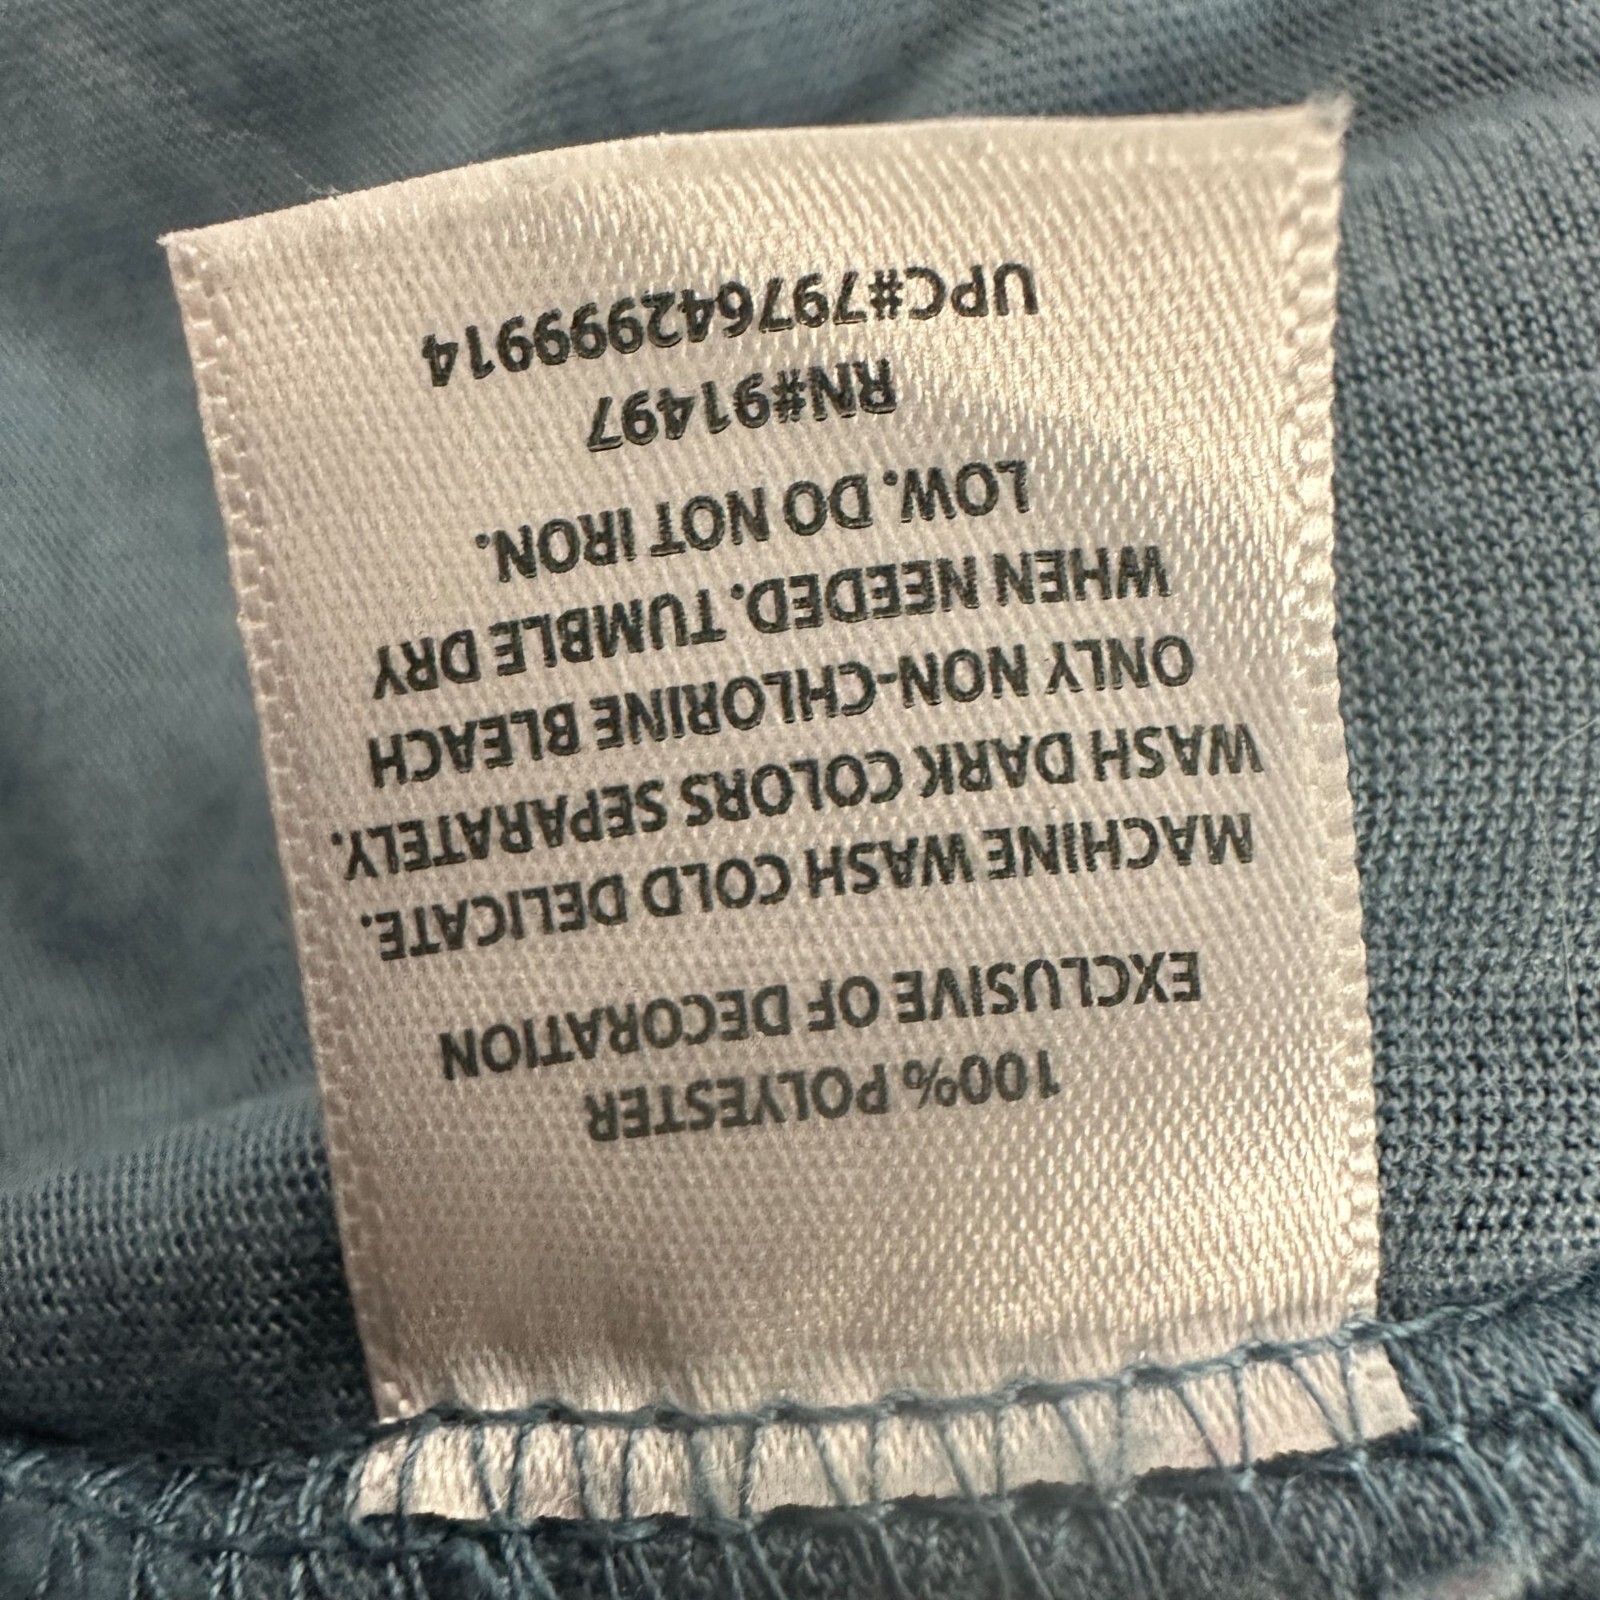 100% POLYESTER
EXCLUSIVE OF DECORATION
MACHINE WASH COLD DELICATE.
WASH DARK COLORS SEPARATELY.
ONLY NON-CHLORINE BLEACH
WHEN NEEDED. TUMBLE DRY
LOW. DO NOT IRON.
RN#91497
UPC#797642999914